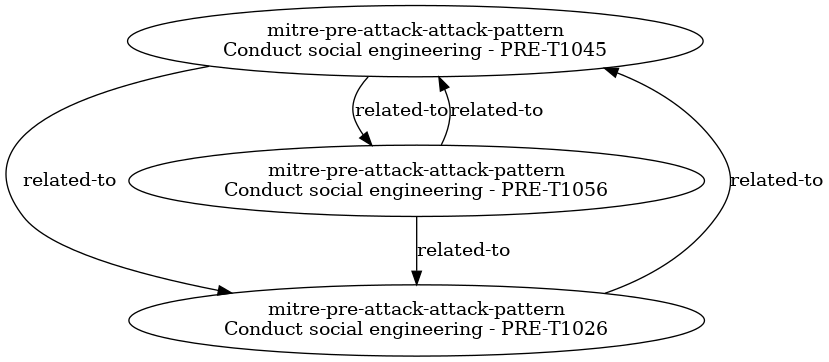 mitre-pre-attack-attack-pattern
Conduct social engineering - PRE-T1045
related-to
related-to
related-to
mitre-pre-attack-attack-pattern
Conduct social engineering - PRE-T1056
related-to
related-to
mitre-pre-attack-attack-pattern
Conduct social engineering - PRE-T1026